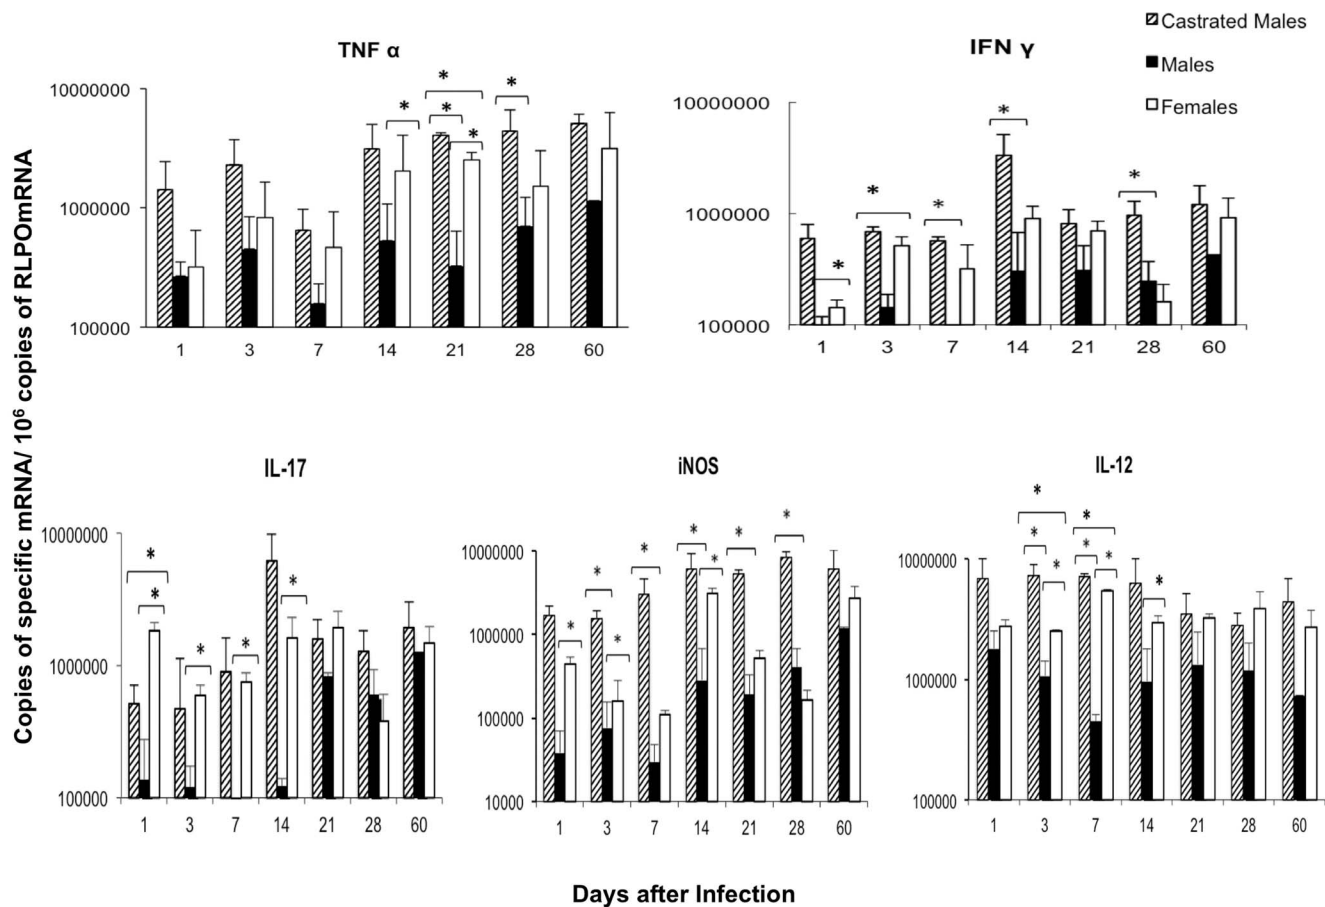 Castrated Males
Males
Females
TNF α
IFN γ
Copies of specific mRNA/ 10⁶ copies of RLPOmRNA
10000000
1000000
100000
* * * * *
1 3 7 14 21 28 60
10000000
1000000
100000
* * * * *
1 3 7 14 21 28 60
IL-17
iNOS
IL-12
10000000
1000000
100000
* * * * *
1 3 7 14 21 28 60
10000000
1000000
100000
10000
* * * * * * * *
1 3 7 14 21 28 60
10000000
1000000
100000
* * * * * * *
1 3 7 14 21 28 60
Days after Infection